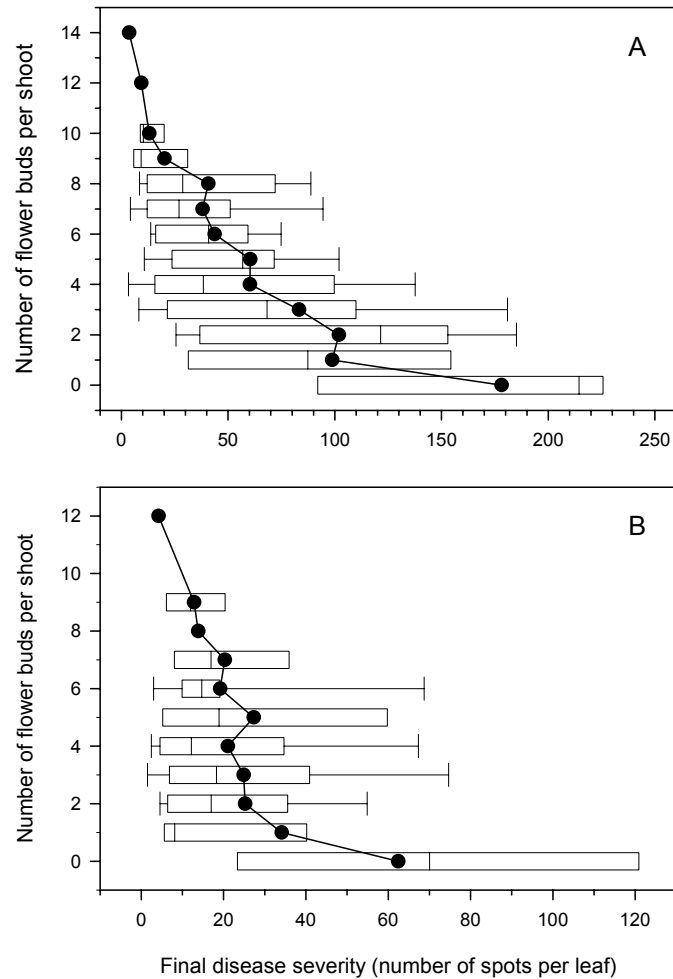 A
Number of flower buds per shoot
14
12
10
8
6
4
2
0
0 50 100 150 200 250
B
Number of flower buds per shoot
12
10
8
6
4
2
0
0 20 40 60 80 100 120
Final disease severity (number of spots per leaf)